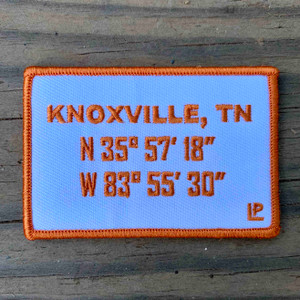 KNOXVILLE, TN
N 35° 57' 18"
W 83° 55' 30"
LP